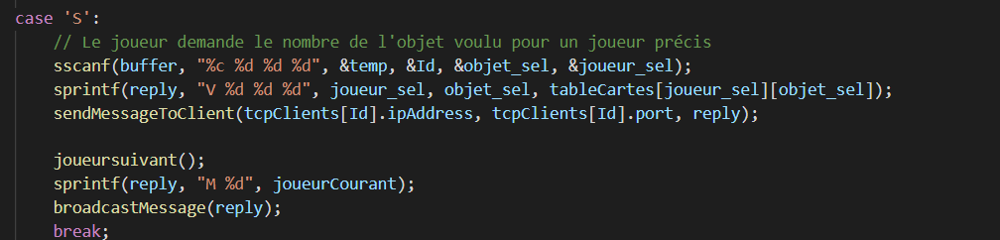 case 'S':
// Le joueur demande le nombre de l'objet voulu pour un joueur précis
sscanf(buffer, "%c %d %d %d", &temp, &Id, &objet_sel, &joueur_sel);
sprintf(reply, "V %d %d %d", joueur_sel, objet_sel, tableCartes[joueur_sel][objet_sel]);
sendMessageToClient(tcpClients[Id].ipAddress, tcpClients[Id].port, reply);
joueursuivant();
sprintf(reply, "M %d", joueurCourant);
broadcastMessage(reply);
break;